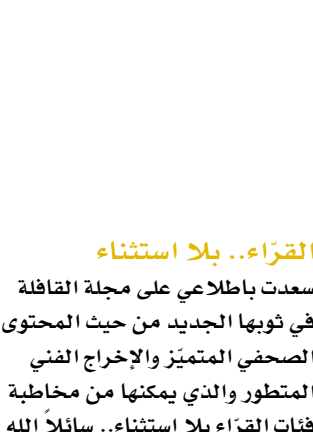 القرّاء.. بلا استثناء
سعدت باطلاعي على مجلة القافلة
في ثوبها الجديد من حيث المحتوى
الصحفي المتميّز والإخراج الفني
المتطور والذي يمكنها من مخاطبة
فئات القرّاء بلا استثناء.. سائلاً الله